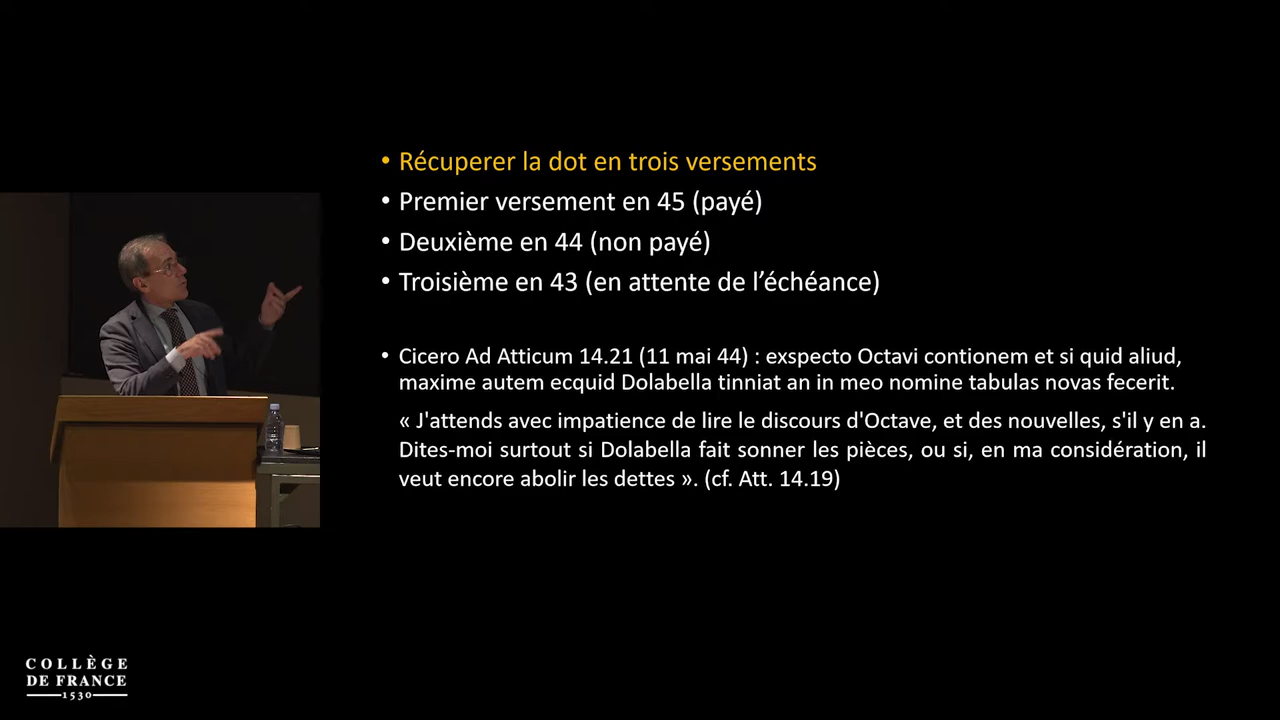 • Récuperer la dot en trois versements
• Premier versement en 45 (payé)
• Deuxième en 44 (non payé)
• Troisième en 43 (en attente de l’échéance)
• Cicero Ad Atticum 14.21 (11 mai 44) : exspecto Octavi contionem et si quid aliud,
maxime autem ecquid Dolabella tinniat an in meo nomine tabulas novas fecerit.
« J'attends avec impatience de lire le discours d'Octave, et des nouvelles, s'il y en a.
Dites-moi surtout si Dolabella fait sonner les pièces, ou si, en ma considération, il
veut encore abolir les dettes ». (cf. Att. 14.19)
COLLÈGE
DE FRANCE
1530